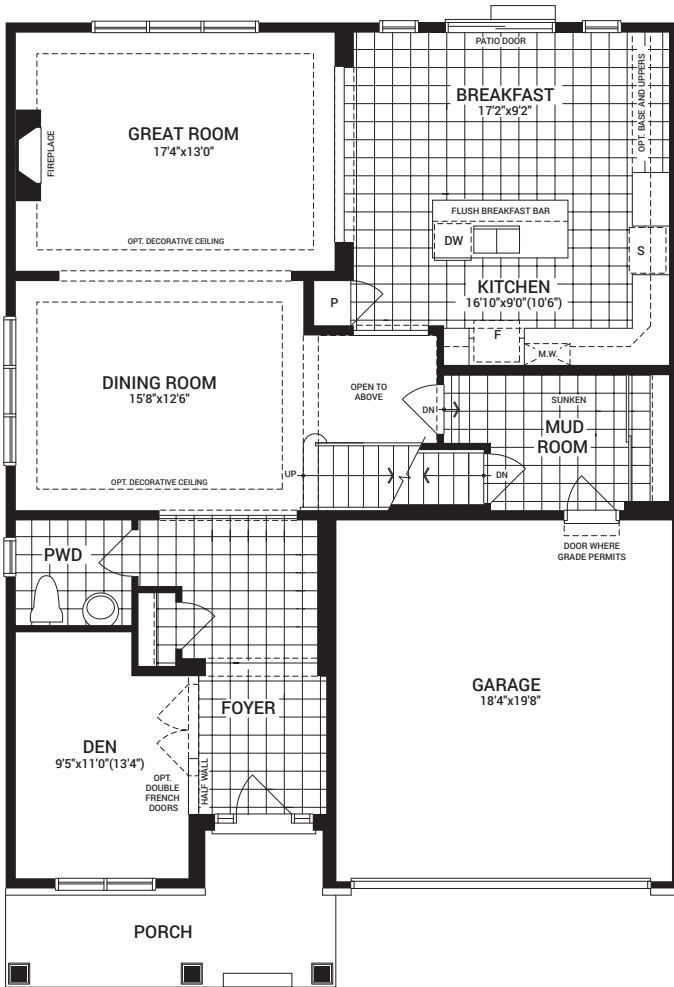 PATIO DOOR
BREAKFAST
17'2"x9'2"
OPT. BASE AND UPPERS
GREAT ROOM
17'4"x13'0"
FIREPLACE
OPT. DECORATIVE CEILING
FLUSH BREAKFAST BAR
DW
S
KITCHEN
16'10"x9'0"(10'6")
P
F
M.W.
DINING ROOM
15'8"x12'6"
OPEN TO
ABOVE
DN
SUNKEN
MUD
ROOM
UP
DN
OPT. DECORATIVE CEILING
PWD
DOOR WHERE
GRADE PERMITS
GARAGE
18'4"x19'8"
FOYER
DEN
9'5"x11'0"(13'4")
OPT.
DOUBLE
FRENCH
DOORS
HALF WALL
PORCH